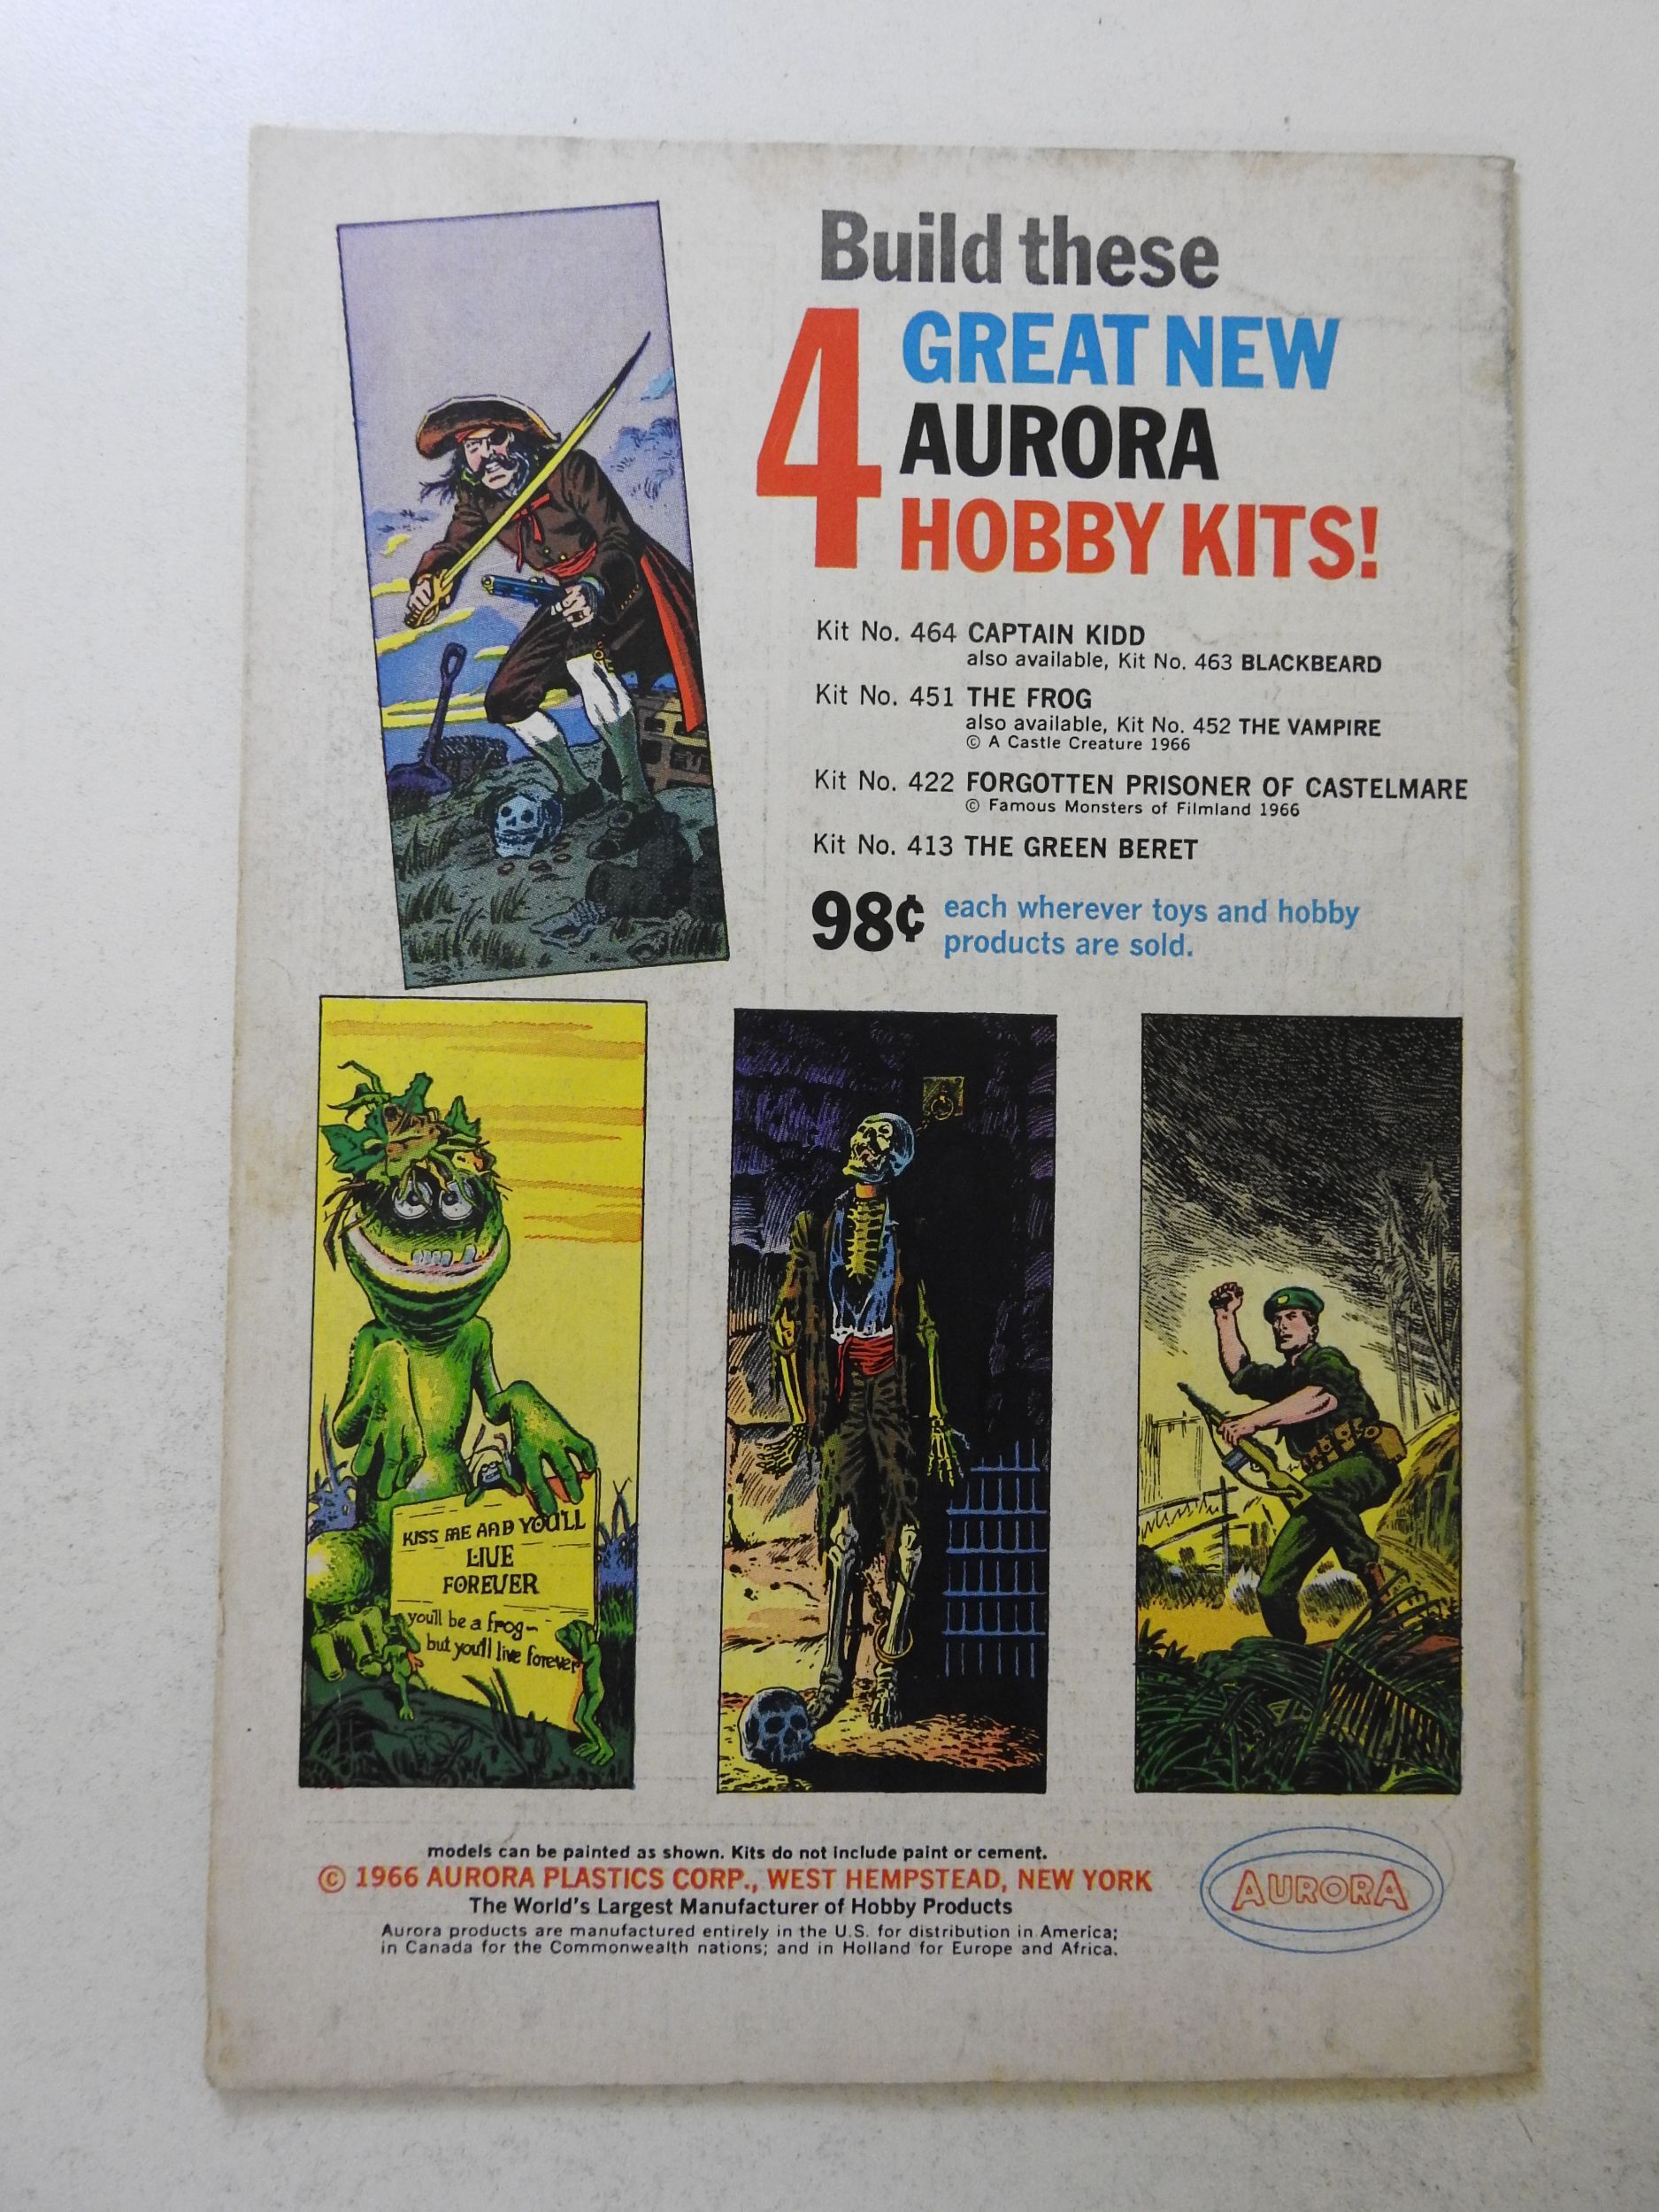 Build these
4 GREAT NEW
AURORA
HOBBY KITS!
Kit No. 464 CAPTAIN KIDD
also available, Kit No. 463 BLACKBEARD
Kit No. 451 THE FROG
also available, Kit No. 452 THE VAMPIRE
© A Castle Creature 1966
Kit No. 422 FORGOTTEN PRISONER OF CASTELMARE
© Famous Monsters of Filmland 1966
Kit No. 413 THE GREEN BERET
98¢ each wherever toys and hobby
products are sold.
KISS ME AND YOU'LL
LIVE
FOREVER
you'll be a frog-
but you'll live forever
models can be painted as shown. Kits do not include paint or cement.
© 1966 AURORA PLASTICS CORP., WEST HEMPSTEAD, NEW YORK
The World's Largest Manufacturer of Hobby Products
Aurora products are manufactured entirely in the U.S. for distribution in America;
in Canada for the Commonwealth nations; and in Holland for Europe and Africa.
AURORA